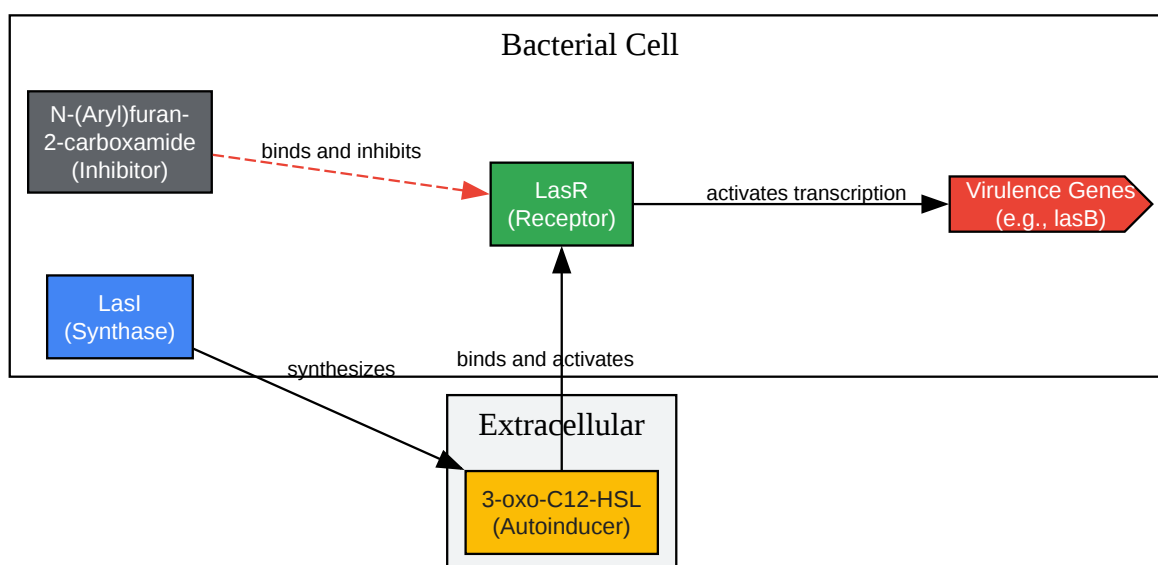 Bacterial Cell
N-(Aryl)furan-
2-carboxamide
(Inhibitor)
binds and inhibits
LasR
(Receptor)
activates transcription
Virulence Genes
(e.g., lasB)
LasI
(Synthase)
synthesizes
binds and activates
Extracellular
3-oxo-C12-HSL
(Autoinducer)